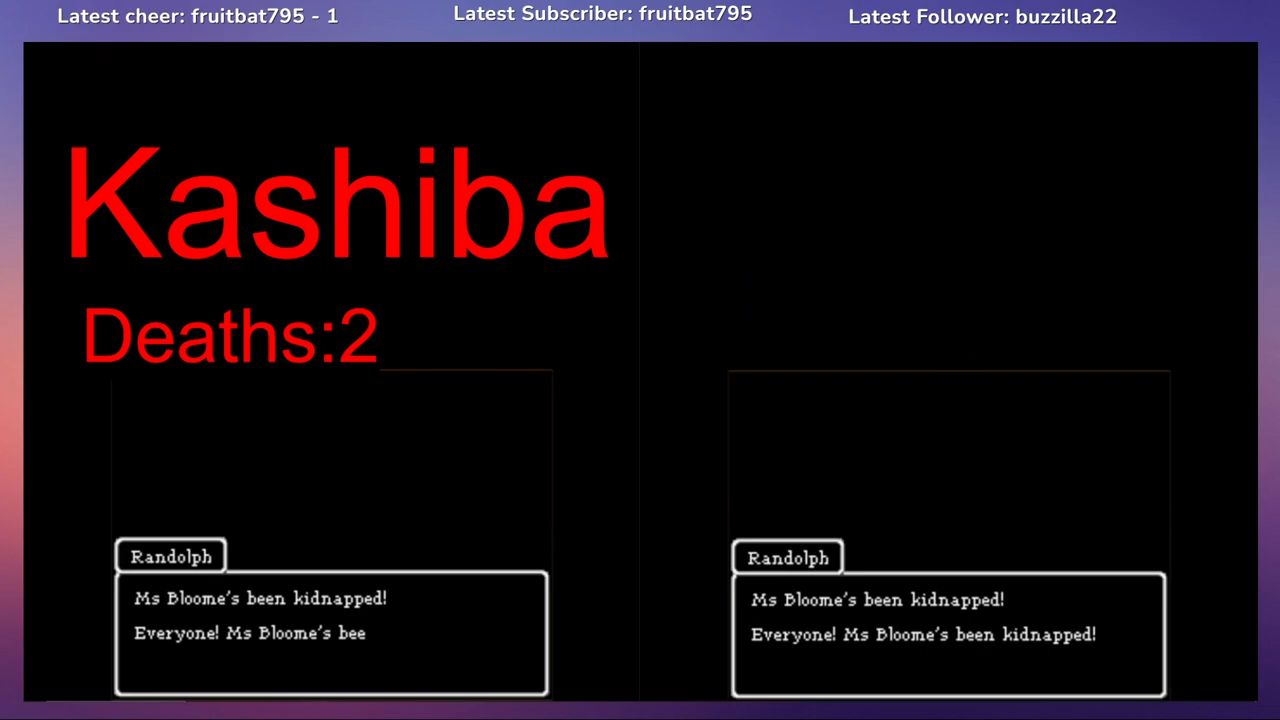 Latest cheer: fruitbat795 - 1
Latest Subscriber: fruitbat795
Latest Follower: buzzilla22
Kashiba
Deaths:2
Randolph
Ms Bloome's been kidnapped!
Everyone! Ms Bloome's bee
Randolph
Ms Bloome's been kidnapped!
Everyone! Ms Bloome's been kidnapped!